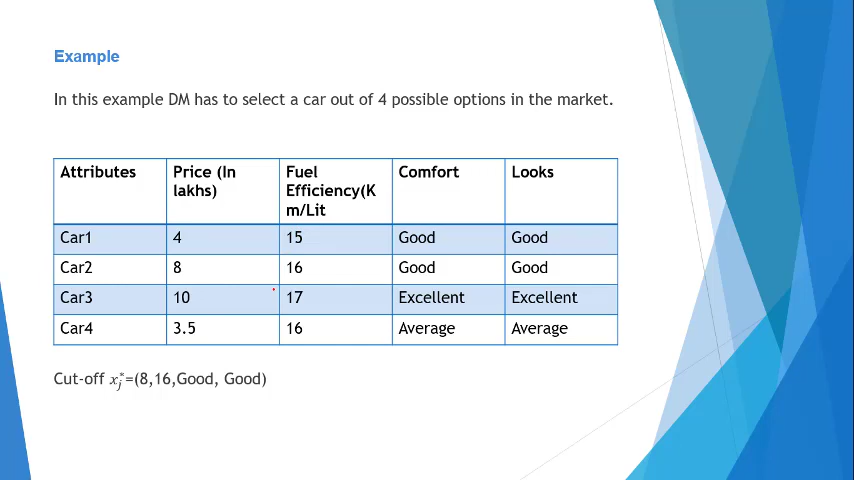 Example
In this example DM has to select a car out of 4 possible options in the market.
Attributes Price (In lakhs) Fuel Efficiency(K m/Lit Comfort Looks
Car1 4 15 Good Good
Car2 8 16 Good Good
Car3 10 17 Excellent Excellent
Car4 3.5 16 Average Average
Cut-off x_j^*=(8,16,Good, Good)